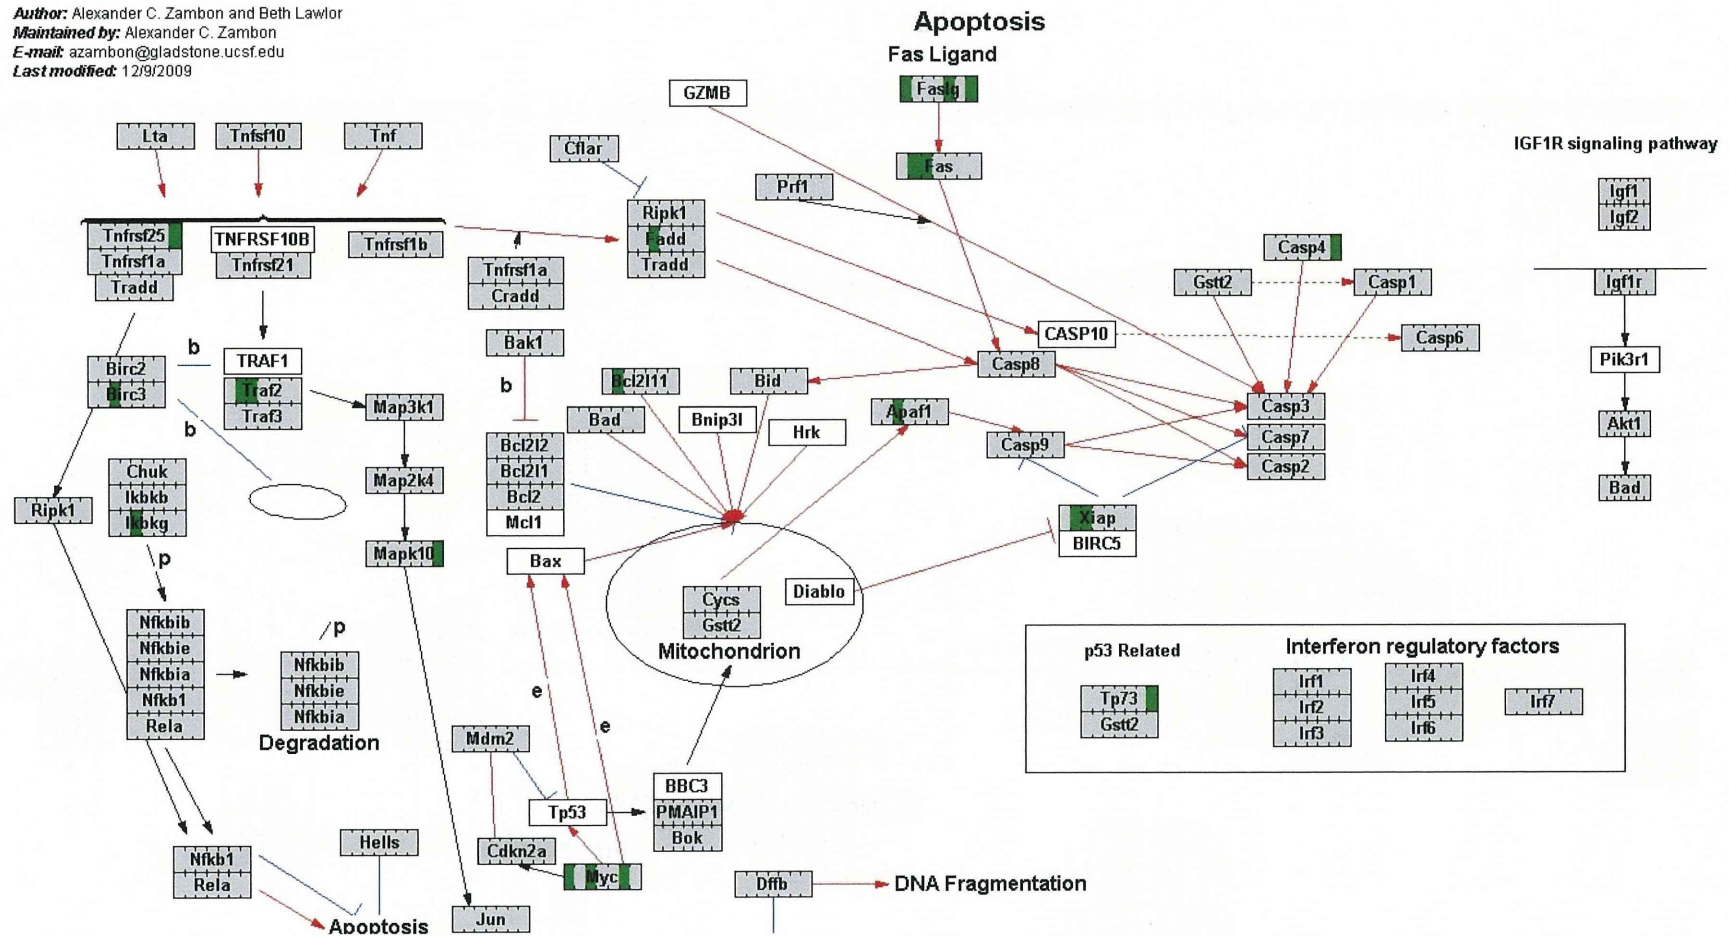 Author: Alexander C. Zambon and Beth Lawlor
Maintained by: Alexander C. Zambon
E-mail: azambon@gladstone.ucsf.edu
Last modified: 12/9/2009
Apoptosis
Fas Ligand
Faslg
GZMB
Lta
Tnfsf10
Tnf
Cflar
Fas
Prf1
IGF1R signaling pathway
Igf1
Igf2
Tnfrsf25
Tnfrsf1a
Tradd
TNFRSF10B
Tnfrsf21
Tnfrsf1b
Ripk1
Fadd
Tradd
Tnfrsf1a
Cradd
Casp4
Gstt2
Casp1
Igf1r
Casp6
CASP10
Casp8
Pik3r1
Bak1
b
TRAF1
Traf2
Traf3
Birc2
Birc3
b
b
Map3k1
Bcl2l11
Bid
Bad
Bnip3l
Hrk
Apaf1
Casp9
Casp3
Casp7
Casp2
Akt1
Bad
Bcl2l2
Bcl2l1
Bcl2
Mcl1
Map2k4
Chuk
Ikbkb
Ikbkg
Ripk1
p
Mapk10
Bax
Xiap
BIRC5
Diablo
Cycs
Gstt2
Mitochondrion
Nfkbib
Nfkbie
Nfkbia
Nfkb1
Rela
p
Nfkbib
Nfkbie
Nfkbia
Degradation
e
e
p53 Related
Tp73
Gstt2
Interferon regulatory factors
Irf1
Irf2
Irf3
Irf4
Irf5
Irf6
Irf7
Mdm2
Tp53
BBC3
PMAIP1
Bok
Cdkn2a
Myc
Hells
Nfkb1
Rela
Apoptosis
Jun
Dffb
DNA Fragmentation